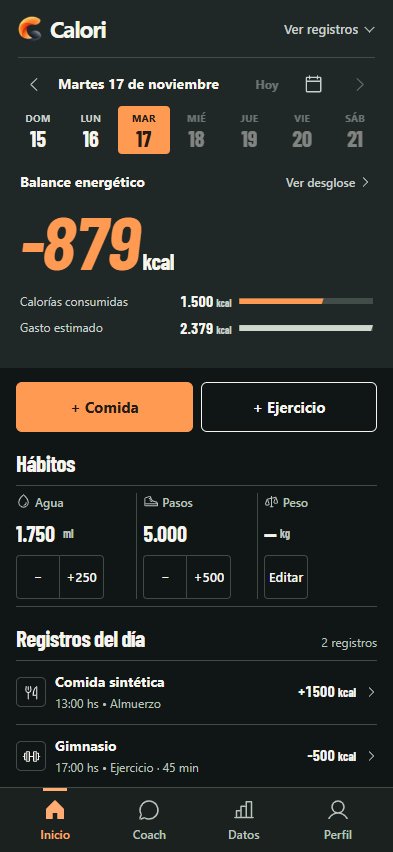 Calori
Ver registros
Martes 17 de noviembre
Hoy
DOM LUN MAR MIÉ JUE VIE SÁB
15 16 17 18 19 20 21
Balance energético
Ver desglose
-879 kcal
Calorías consumidas 1.500 kcal
Gasto estimado 2.379 kcal
+ Comida
+ Ejercicio
Hábitos
Agua Pasos Peso
1.750 ml 5.000 — kg
− +250 − +500 Editar
Registros del día
2 registros
Comida sintética
13:00 hs • Almuerzo
+1500 kcal
Gimnasio
17:00 hs • Ejercicio · 45 min
-500 kcal
Inicio Coach Datos Perfil